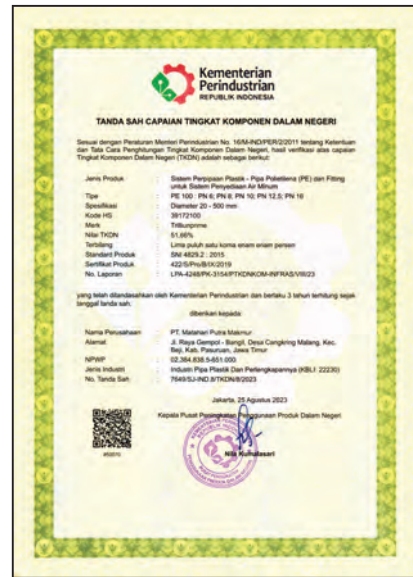 Kementerian
Perindustrian
REPUBLIK INDONESIA
TANDA SAH CAPAIAN TINGKAT KOMPONEN DALAM NEGERI
Sesuai dengan Peraturan Menteri Perindustrian No. 16/M-IND/PER/2/2011 tentang Ketentuan
dan Tata Cara Penghitungan Tingkat Komponen Dalam Negeri, hasil verifikasi atas capaian
Tingkat Komponen Dalam Negeri (TKDN) adalah sebagai berikut:
Jenis Produk : Sistem Perpipaan Plastik - Pipa Polietilena (PE) dan Fitting
untuk Sistem Penyediaan Air Minum
Tipe : PE 100 : PN 6; PN 8; PN 10; PN 12,5; PN 16
Spesifikasi : Diameter 20 - 500 mm
Kode HS : 39172100
Merk : Trilliunprime
Nilai TKDN : 51,66%
Terbilang : Lima puluh satu koma enam enam persen
Standard Produk : SNI 4829.2 : 2015
Sertifikat Produk : 422/S/Pro/B/IX/2019
No. Laporan : LPA-4248/PK-3154/PTKDNKOM-INFRAS/VIII/23
yang telah ditandasahkan oleh Kementerian Perindustrian dan berlaku 3 tahun terhitung sejak
tanggal tanda sah.
diberikan kepada:
Nama Perusahaan : PT. Matahari Putra Makmur
Alamat : Jl. Raya Gempol - Bangil, Desa Cangkring Malang, Kec.
Beji, Kab. Pasuruan, Jawa Timur
NPWP : 02.364.838.5-651.000
Jenis Industri : Industri Pipa Plastik Dan Perlengkapannya (KBLI: 22230)
No. Tanda Sah : 7649/SJ-IND.8/TKDN/8/2023
Jakarta, 25 Agustus 2023
Kepala Pusat Peningkatan Penggunaan Produk Dalam Negeri
Nila Kumalasari